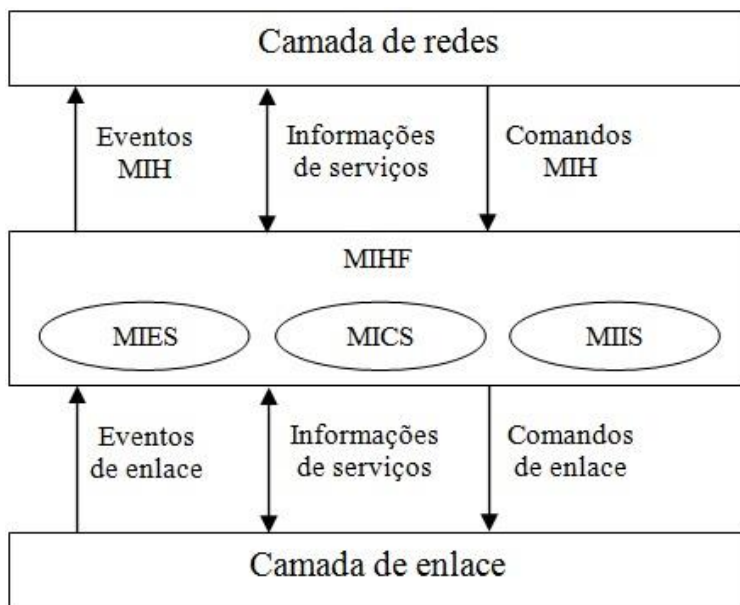 Camada de redes
Eventos
MIH
Informações
de serviços
Comandos
MIH
MIHF
MIES
MICS
MIIS
Eventos
de enlace
Informações
de serviços
Comandos
de enlace
Camada de enlace